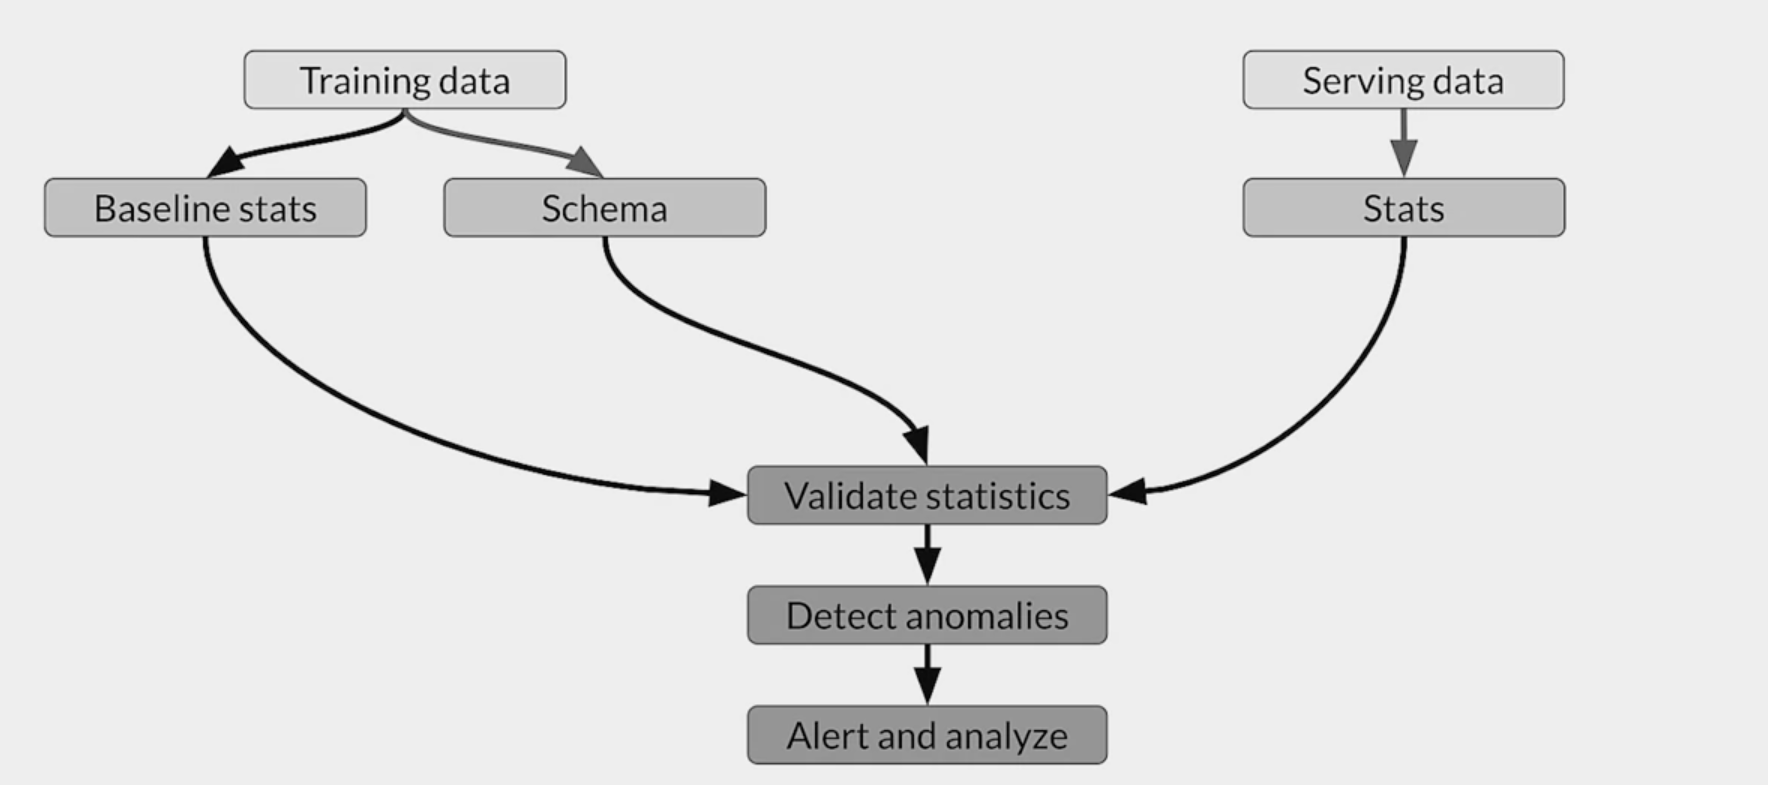 Training data
Serving data
Baseline stats
Schema
Stats
Validate statistics
Detect anomalies
Alert and analyze